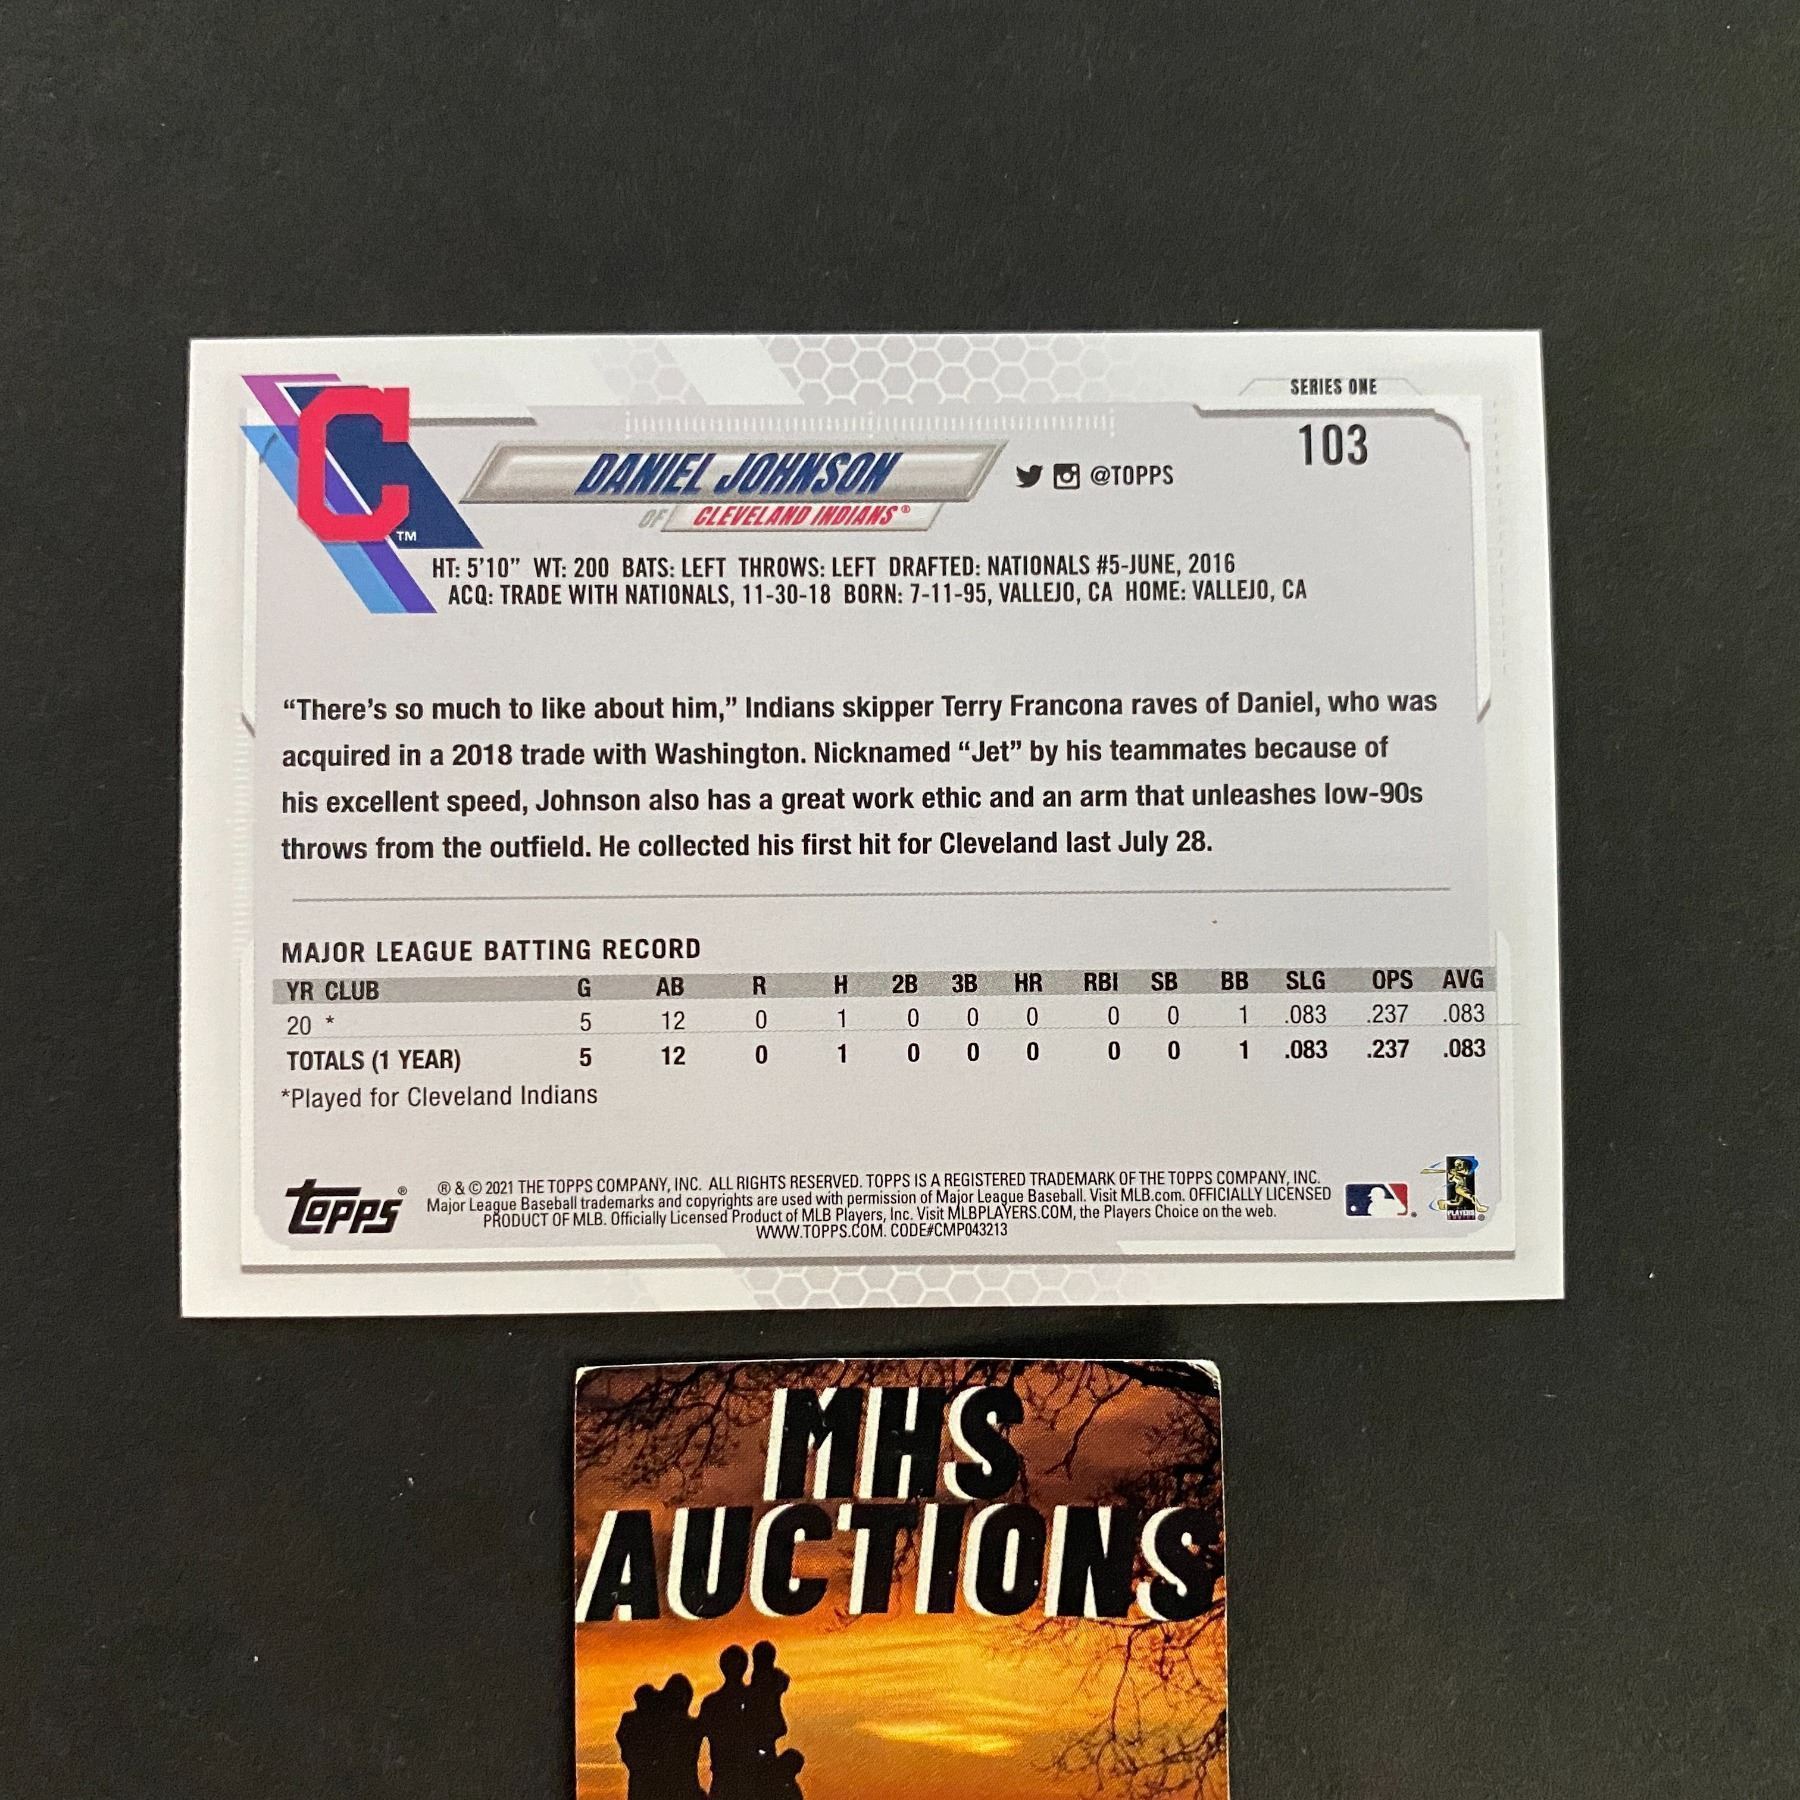 C
TM
SERIES ONE
103
DANIEL JOHNSON
@TOPPS
OF CLEVELAND INDIANS®
HT: 5'10” WT: 200 BATS: LEFT THROWS: LEFT DRAFTED: NATIONALS #5-JUNE, 2016
ACQ: TRADE WITH NATIONALS, 11-30-18 BORN: 7-11-95, VALLEJO, CA HOME: VALLEJO, CA
“There’s so much to like about him,” Indians skipper Terry Francona raves of Daniel, who was
acquired in a 2018 trade with Washington. Nicknamed “Jet” by his teammates because of
his excellent speed, Johnson also has a great work ethic and an arm that unleashes low-90s
throws from the outfield. He collected his first hit for Cleveland last July 28.
MAJOR LEAGUE BATTING RECORD
YR CLUB G AB R H 2B 3B HR RBI SB BB SLG OPS AVG
20 * 5 12 0 1 0 0 0 0 0 1 .083 .237 .083
TOTALS (1 YEAR) 5 12 0 1 0 0 0 0 0 1 .083 .237 .083
*Played for Cleveland Indians
topps®
® & © 2021 THE TOPPS COMPANY, INC. ALL RIGHTS RESERVED. TOPPS IS A REGISTERED TRADEMARK OF THE TOPPS COMPANY, INC.
Major League Baseball trademarks and copyrights are used with permission of Major League Baseball. Visit MLB.com. OFFICIALLY LICENSED
PRODUCT OF MLB. Officially Licensed Product of MLB Players, Inc. Visit MLBPLAYERS.COM, the Players Choice on the web.
WWW.TOPPS.COM. CODE#CMP043213
PLAYERS
MHS
AUCTIONS